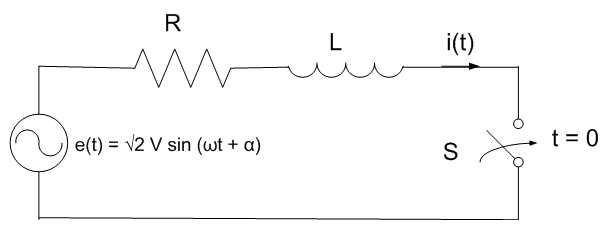 R
L
i(t)
e(t) = √2 V sin (ωt + α)
S
t = 0